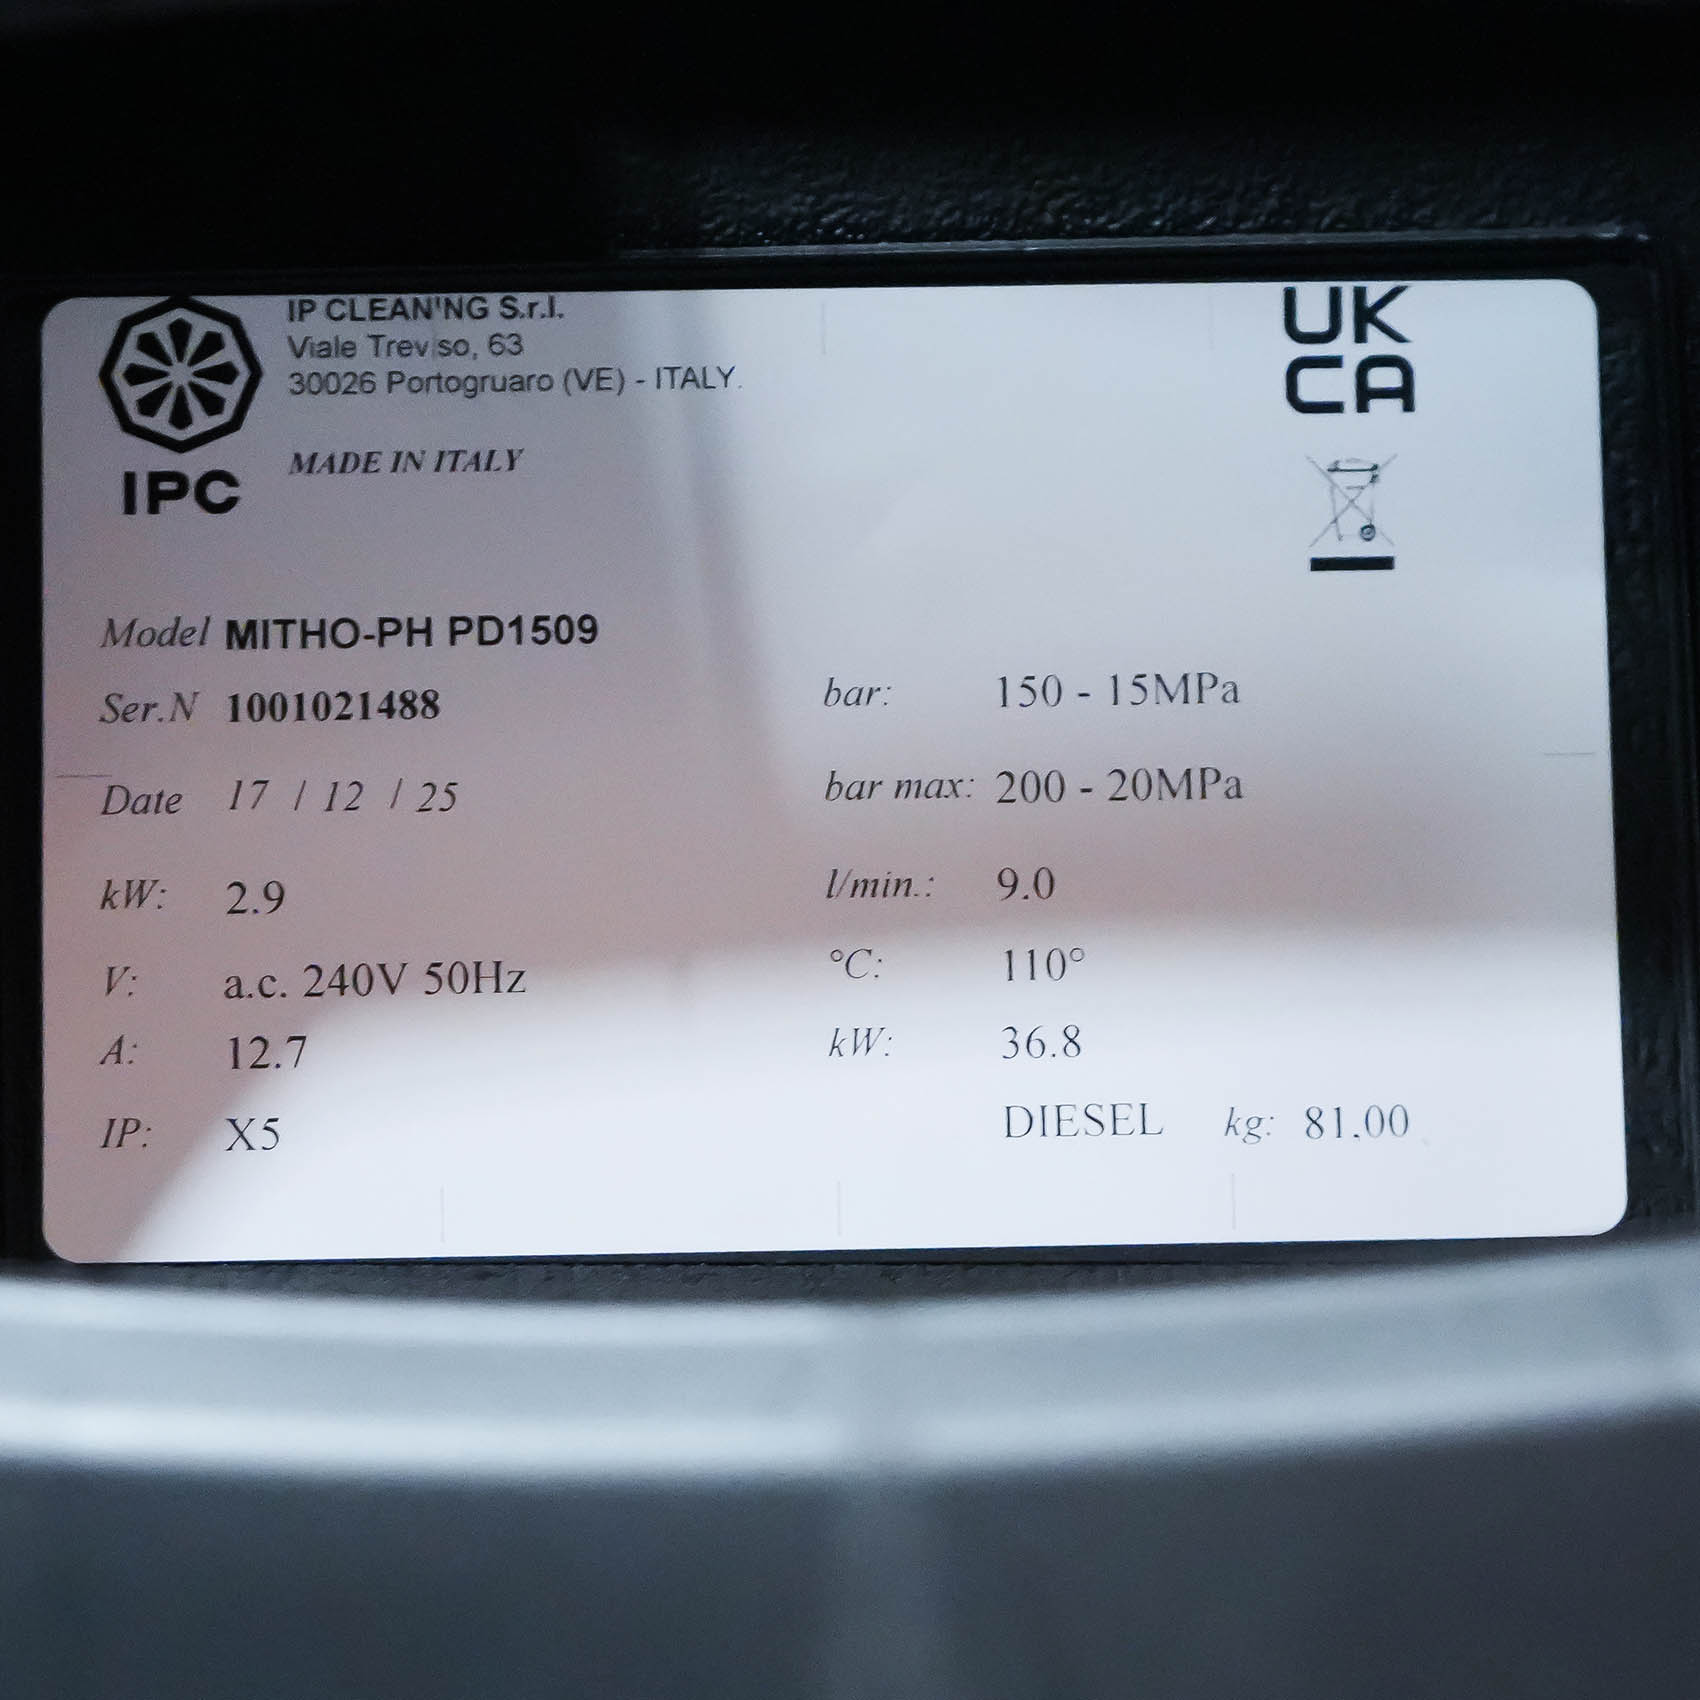 IP CLEAN'NG S.r.l.
Viale Treviso, 63
30026 Portogruaro (VE) - ITALY.
MADE IN ITALY
IPC
UK
CA
Model MITHO-PH PD1509
Ser.N 1001021488
Date 17 / 12 / 25
kW: 2.9
V: a.c. 240V 50Hz
A: 12.7
IP: X5
bar: 150 - 15MPa
bar max: 200 - 20MPa
l/min.: 9.0
°C: 110°
kW: 36.8
DIESEL kg: 81.00